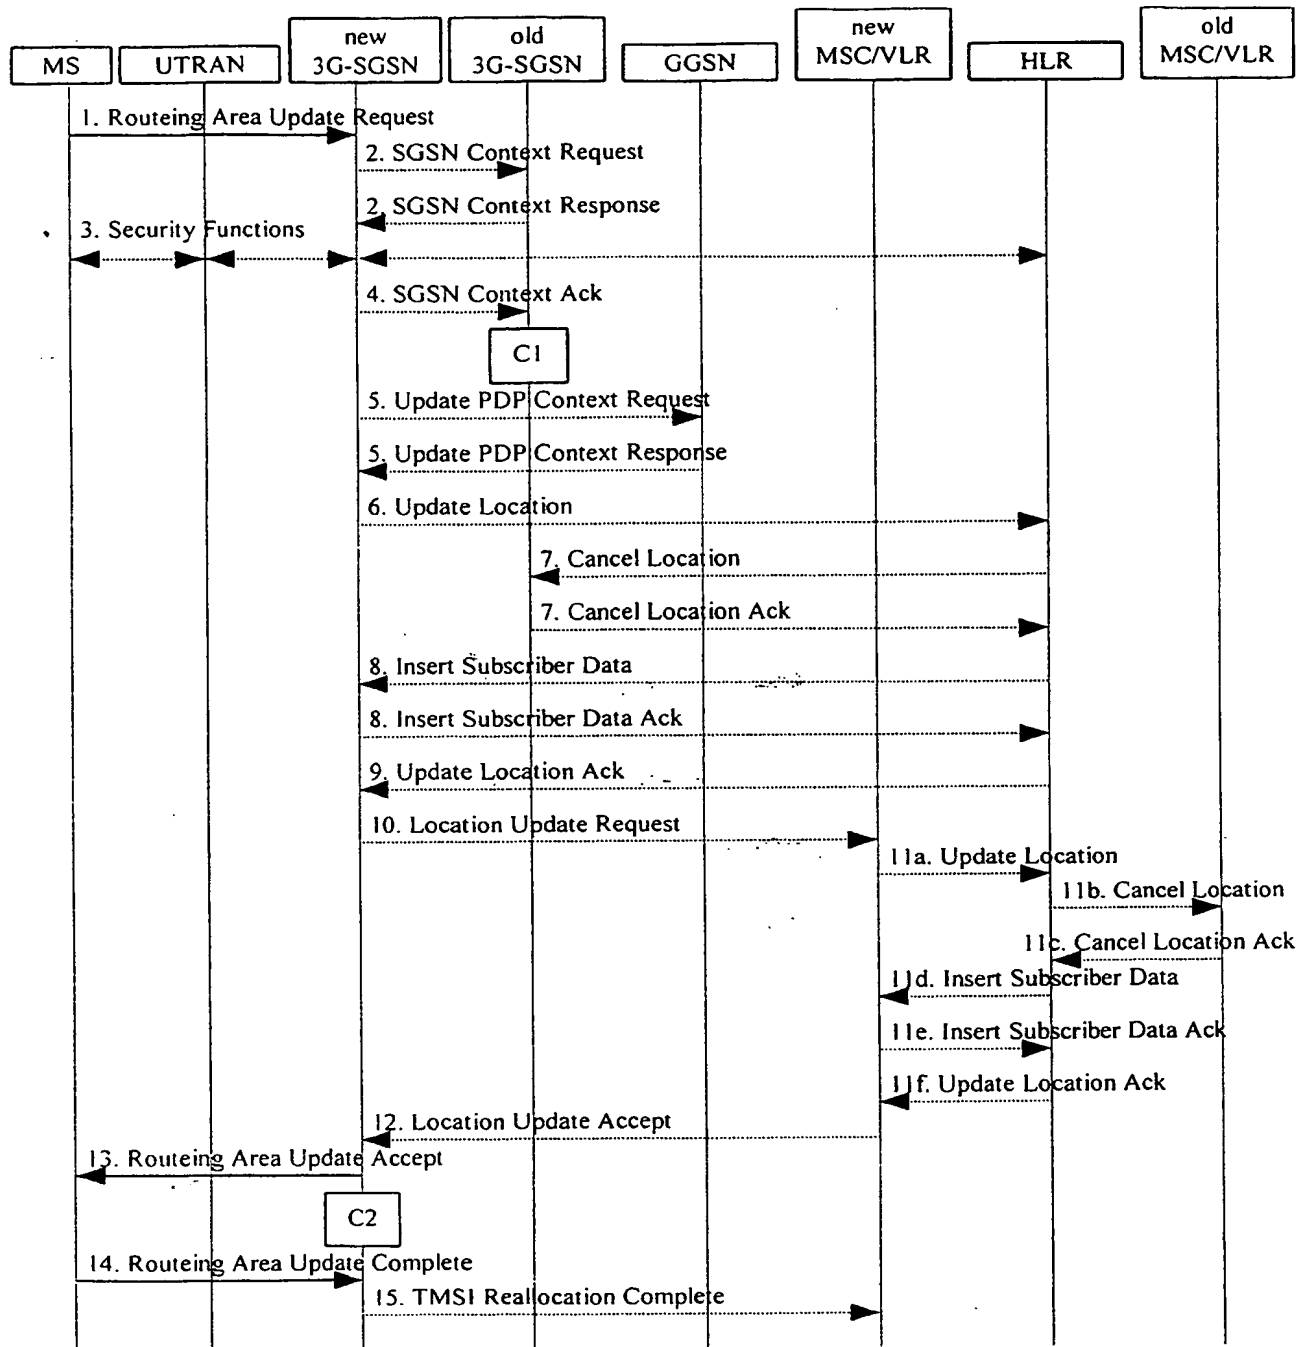 MS
UTRAN
new
3G-SGSN
old
3G-SGSN
GGSN
new
MSC/VLR
HLR
old
MSC/VLR
1. Routeing Area Update Request
2. SGSN Context Request
2. SGSN Context Response
3. Security Functions
4. SGSN Context Ack
C1
5. Update PDP Context Request
5. Update PDP Context Response
6. Update Location
7. Cancel Location
7. Cancel Location Ack
8. Insert Subscriber Data
8. Insert Subscriber Data Ack
9. Update Location Ack
10. Location Update Request
11a. Update Location
11b. Cancel Location
11c. Cancel Location Ack
11d. Insert Subscriber Data
11e. Insert Subscriber Data Ack
11f. Update Location Ack
12. Location Update Accept
13. Routeing Area Update Accept
C2
14. Routeing Area Update Complete
15. TMSI Reallocation Complete